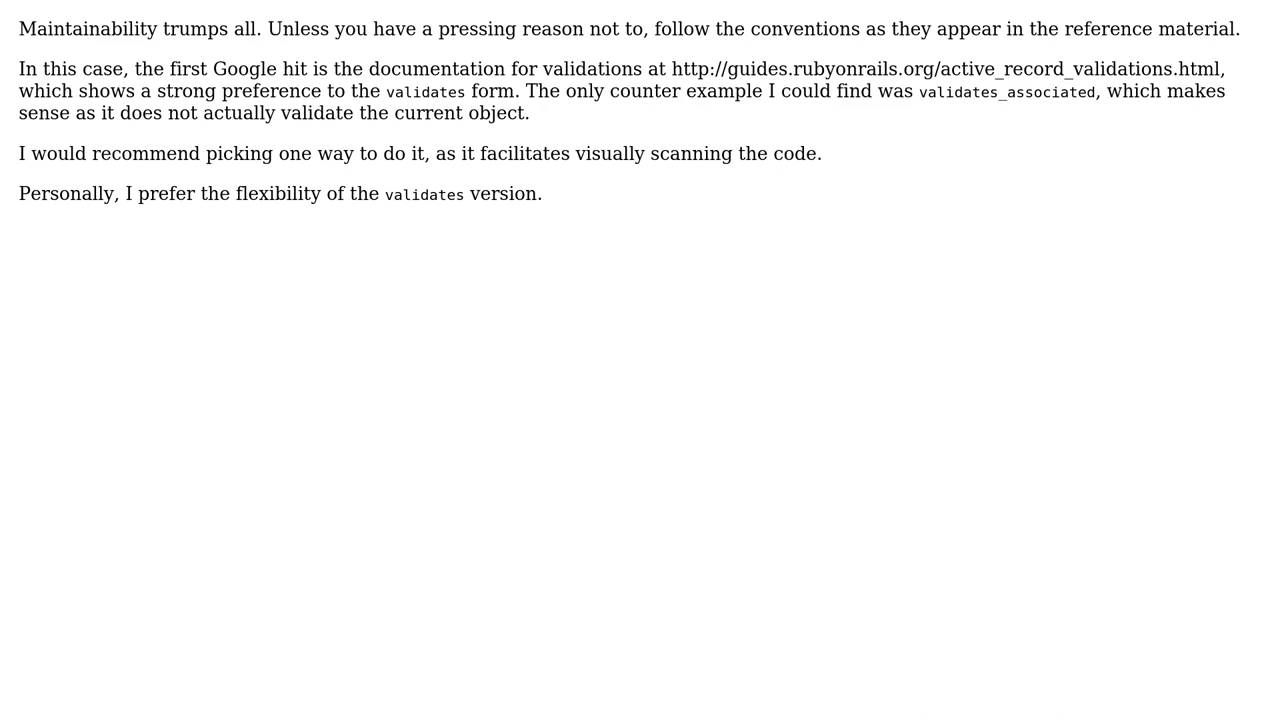 Maintainability trumps all. Unless you have a pressing reason not to, follow the conventions as they appear in the reference material.
In this case, the first Google hit is the documentation for validations at http://guides.rubyonrails.org/active_record_validations.html,
which shows a strong preference to the validates form. The only counter example I could find was validates_associated, which makes
sense as it does not actually validate the current object.
I would recommend picking one way to do it, as it facilitates visually scanning the code.
Personally, I prefer the flexibility of the validates version.